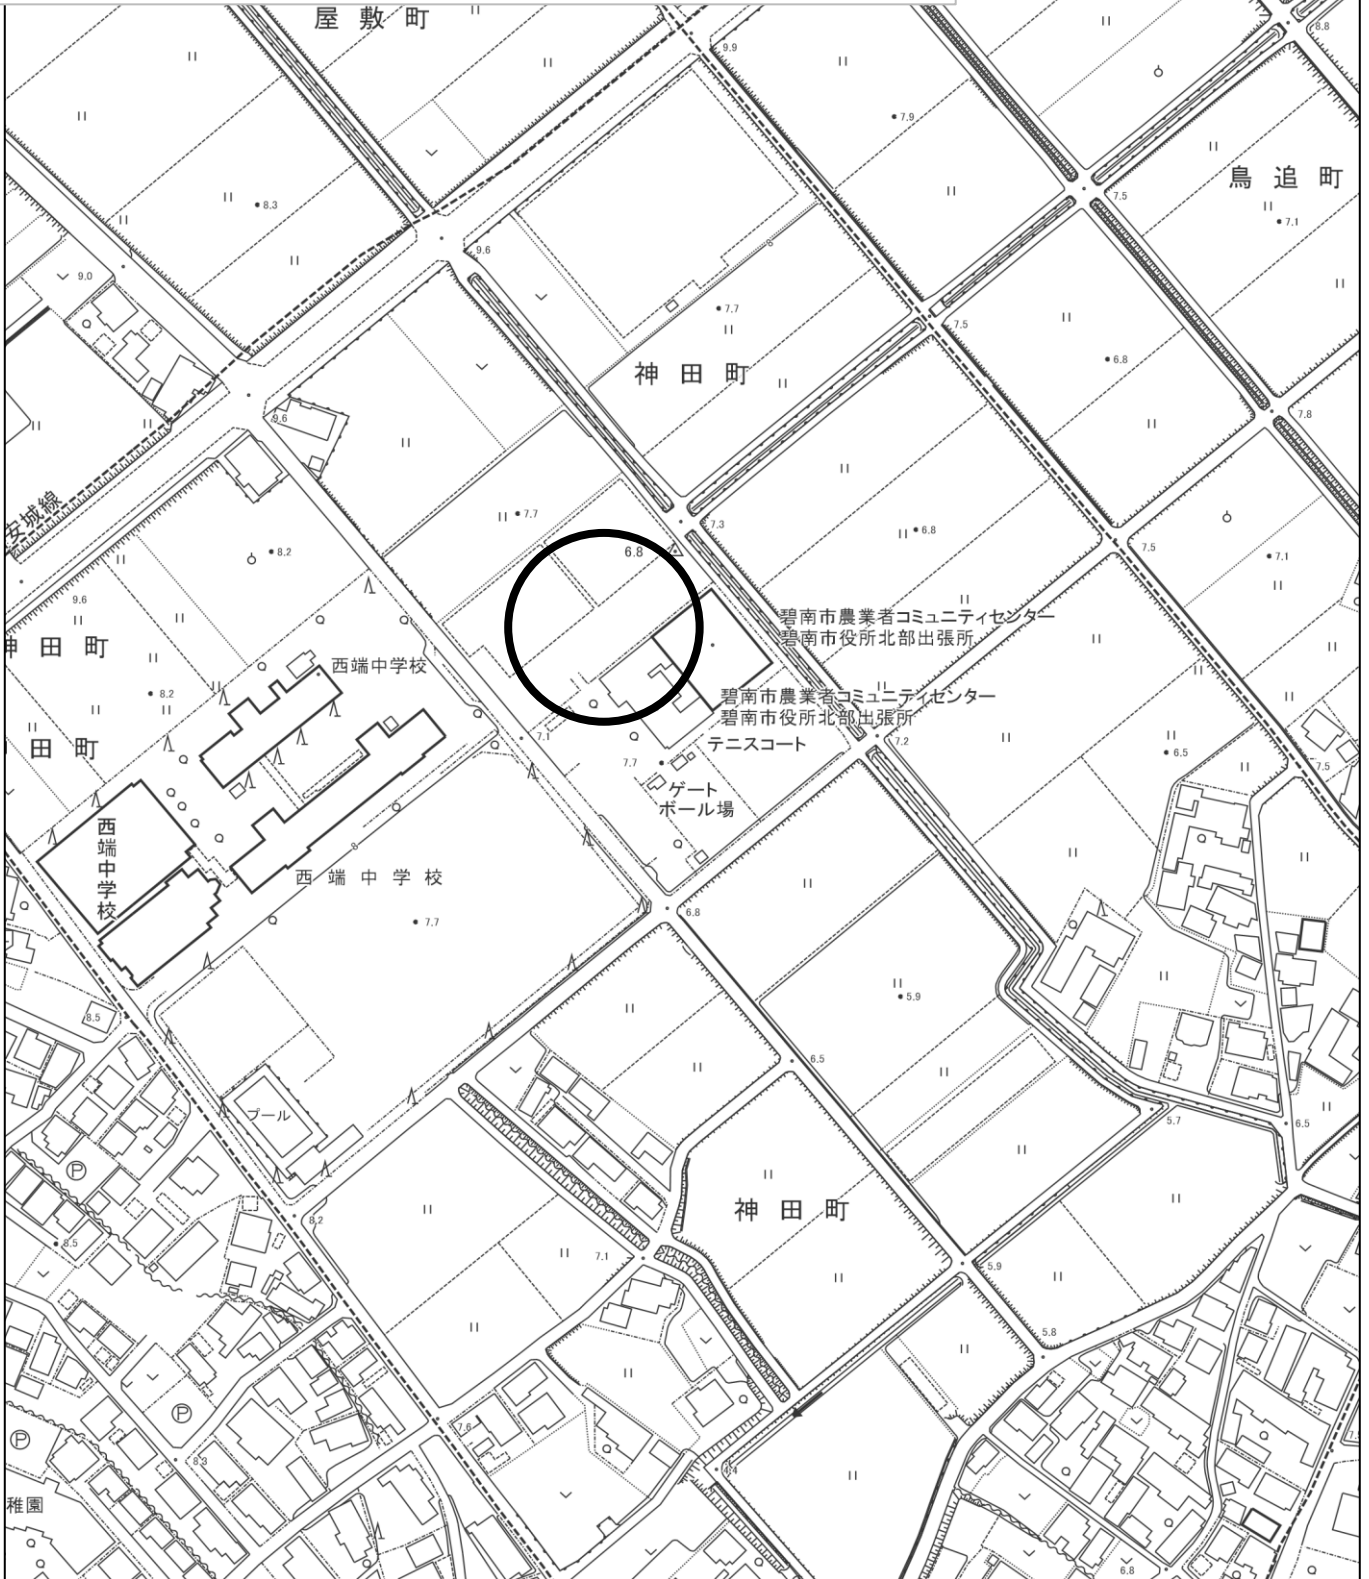 屋敷町
9.9
8.8
7.9
鳥追町
7.5
7.1
8.3
9.6
9.0
7.7
7.5
6.8
神田町
9.6
7.8
7.7
7.3
6.8
安城線
8.2
6.8
7.5
7.1
9.6
碧南市農業者コミュニティセンター
碧南市役所北部出張所
神田町
西端中学校
8.2
碧南市農業者コミュニティセンター
碧南市役所北部出張所
田町
7.1
テニスコート
7.2
6.5
7.5
7.7
ゲート
ボール場
西端中学校
西端中学校
7.7
6.8
5.9
8.5
6.5
プール
5.7
6.5
P
神田町
8.2
7.1
8.5
5.9
5.8
P
P
7.6
8.3
4.4
稚園
6.8